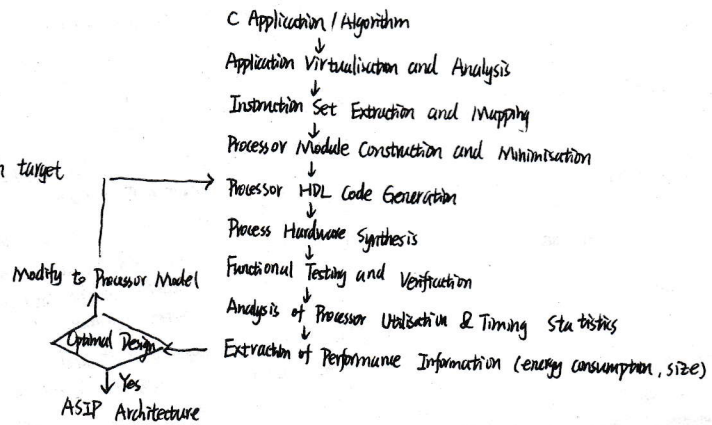 C Application / Algorithm
Application Virtualisation and Analysis
Instruction Set Extraction and Mapping
Processor Module Construction and Minimisation
target
Processor HDL Code Generation
Process Hardware Synthesis
Functional Testing and Verification
Modify to Processor Model
Analysis of Processor Utilisation & Timing Statistics
Optimal Design
Extraction of Performance Information (energy consumption, size)
Yes
ASIP Architecture